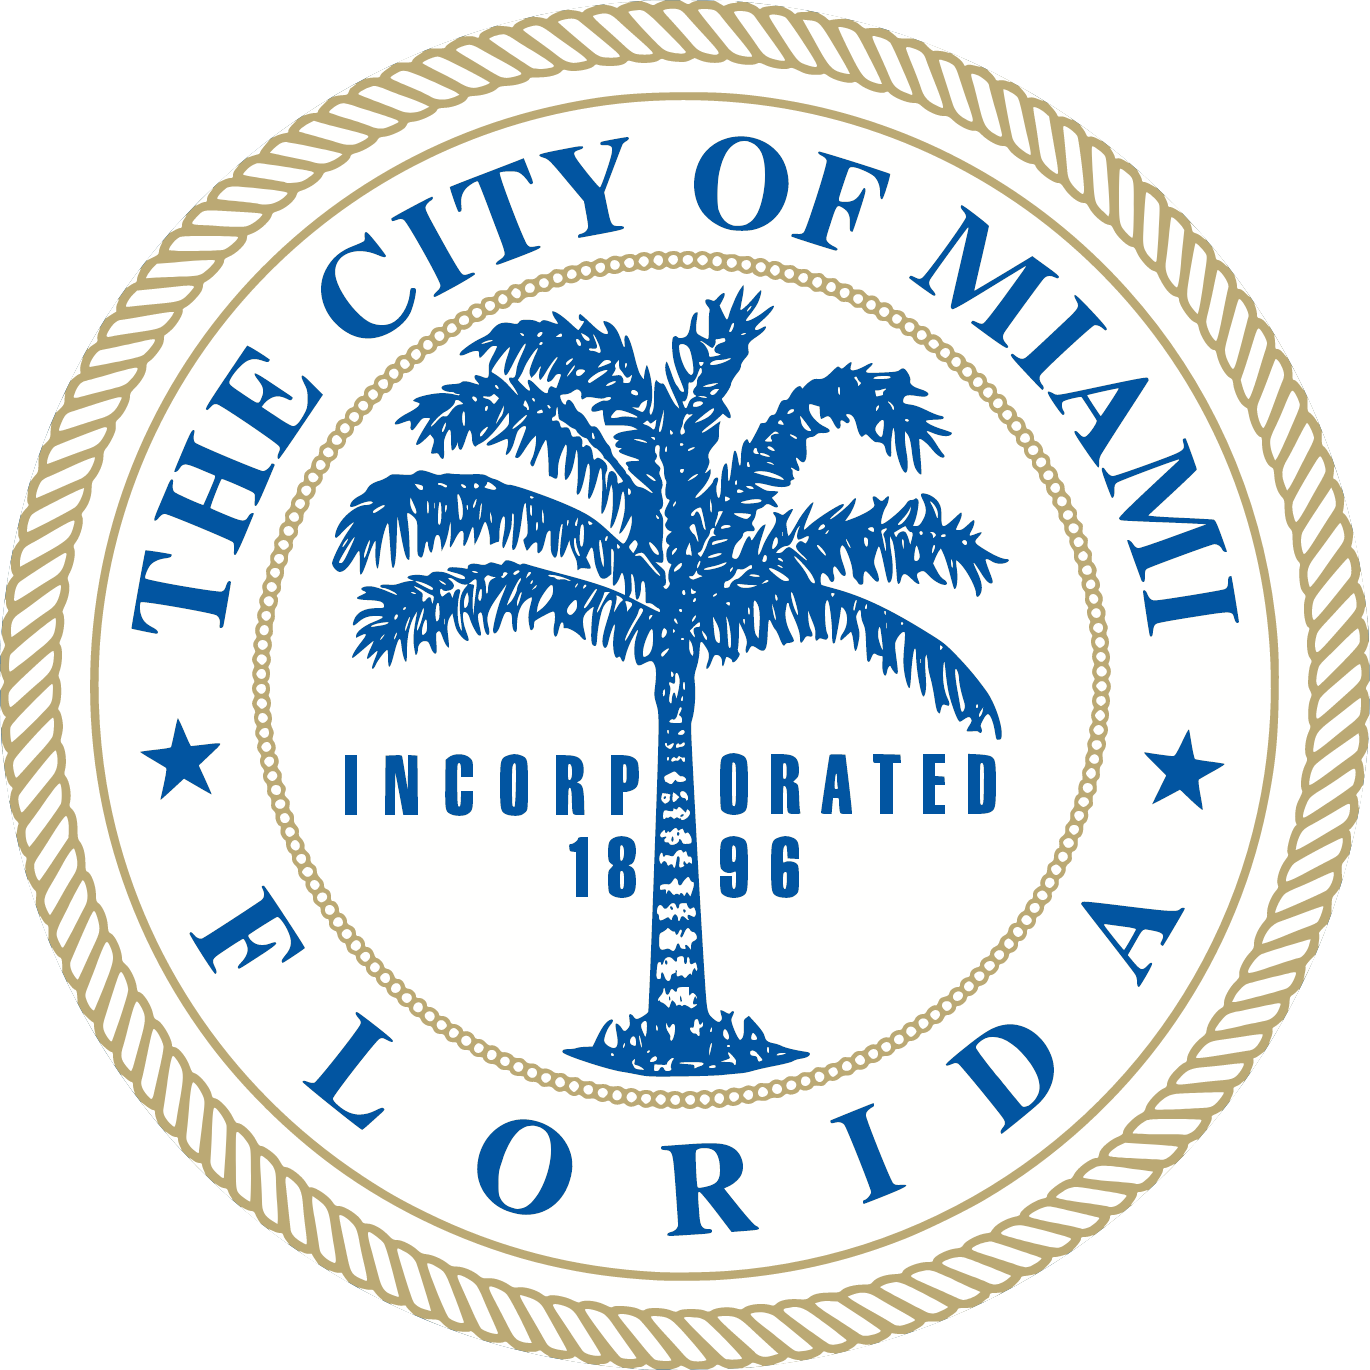 THE CITY OF MIAMI
INCORPORATED
1896
FLORIDA